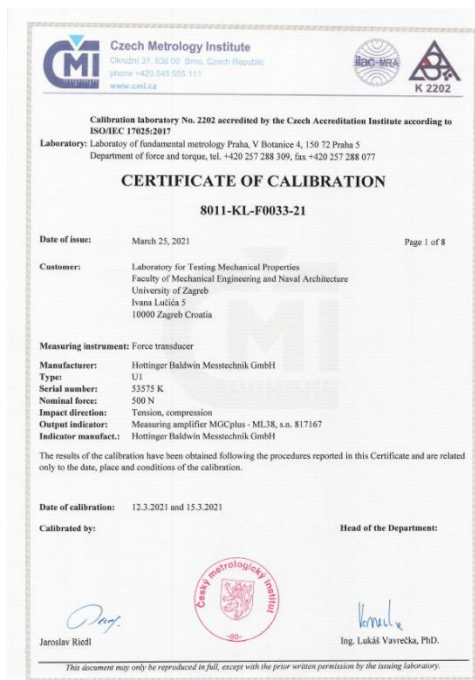 CMI
Czech Metrology Institute
Okružní 31, 638 00 Brno, Czech Republic
phone +420 545 555 111
www.cmi.cz
ilac-MRA
K 2202
Calibration laboratory No. 2202 accredited by the Czech Accreditation Institute according to
ISO/IEC 17025:2017
Laboratory: Laboratoy of fundamental metrology Praha, V Botanice 4, 150 72 Praha 5
Department of force and torque, tel. +420 257 288 309, fax +420 257 288 077
CERTIFICATE OF CALIBRATION
8011-KL-F0033-21
Date of issue: March 25, 2021 Page 1 of 8
Customer: Laboratory for Testing Mechanical Properties
Faculty of Mechanical Engineering and Naval Architecture
University of Zagreb
Ivana Lučića 5
10000 Zagreb Croatia
Measuring instrument: Force transducer
Manufacturer: Hottinger Baldwin Messtechnik GmbH
Type: U1
Serial number: 53575 K
Nominal force: 500 N
Impact direction: Tension, compression
Output indicator: Measuring amplifier MGCplus - ML38, s.n. 817167
Indicator manufact.: Hottinger Baldwin Messtechnik GmbH
The results of the calibration have been obtained following the procedures reported in this Certificate and are related
only to the date, place and conditions of the calibration.
Date of calibration: 12.3.2021 and 15.3.2021
Calibrated by: Head of the Department:
Český metrologický institut
-90-
Jaroslav Riedl Ing. Lukáš Vavrečka, PhD.
This document may only be reproduced in full, except with the prior written permission by the issuing laboratory.